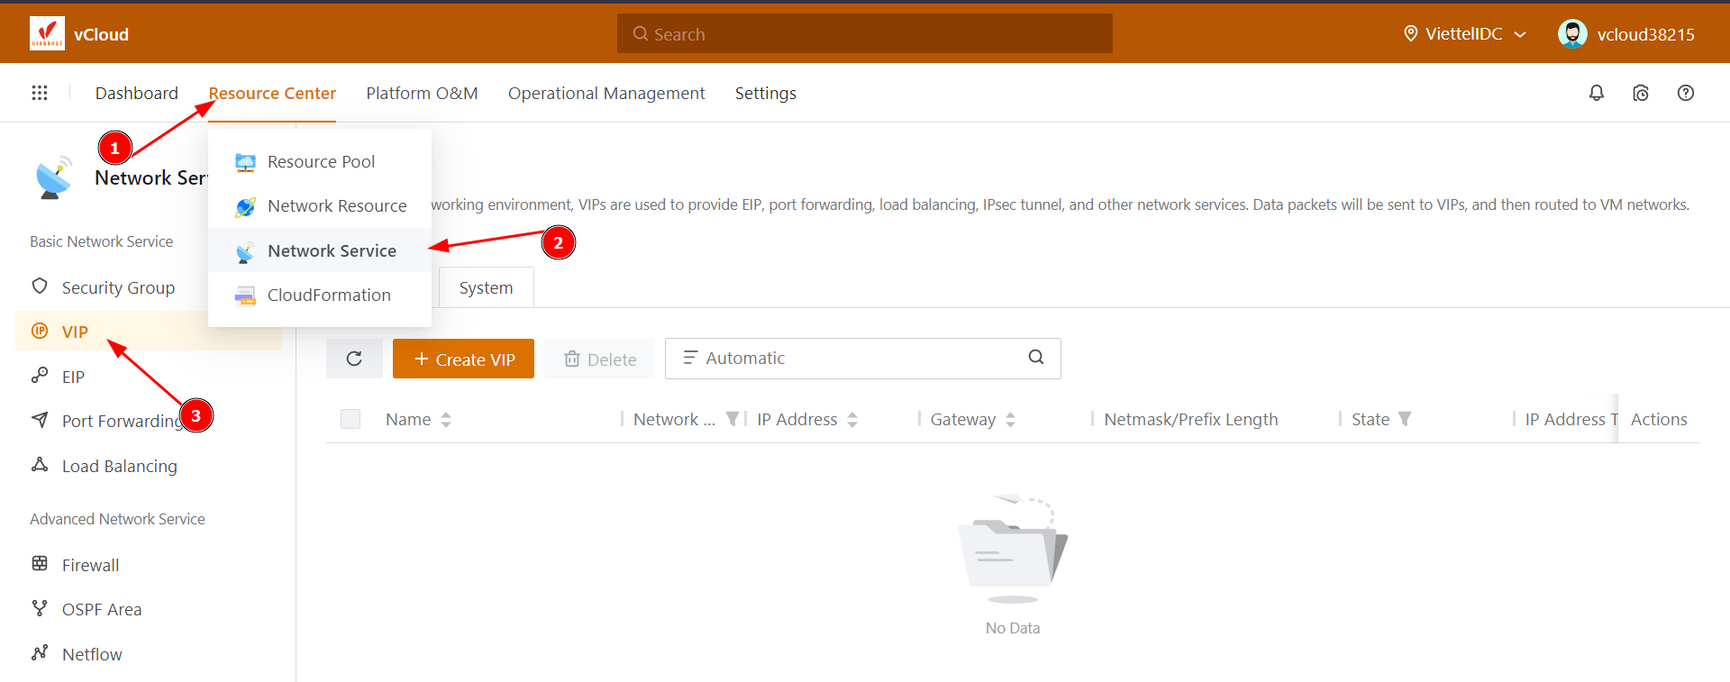 vCloud
Search
ViettelIDC
vcloud38215
Dashboard
Resource Center
Platform O&M
Operational Management
Settings
1
Network Ser
Resource Pool
Network Resource
Network Service
CloudFormation
2
working environment, VIPs are used to provide EIP, port forwarding, load balancing, IPsec tunnel, and other network services. Data packets will be sent to VIPs, and then routed to VM networks.
Basic Network Service
Security Group
VIP
EIP
Port Forwarding
3
Load Balancing
Advanced Network Service
Firewall
OSPF Area
Netflow
System
+ Create VIP
Delete
Automatic
Name
Network ...
IP Address
Gateway
Netmask/Prefix Length
State
IP Address T
Actions
No Data